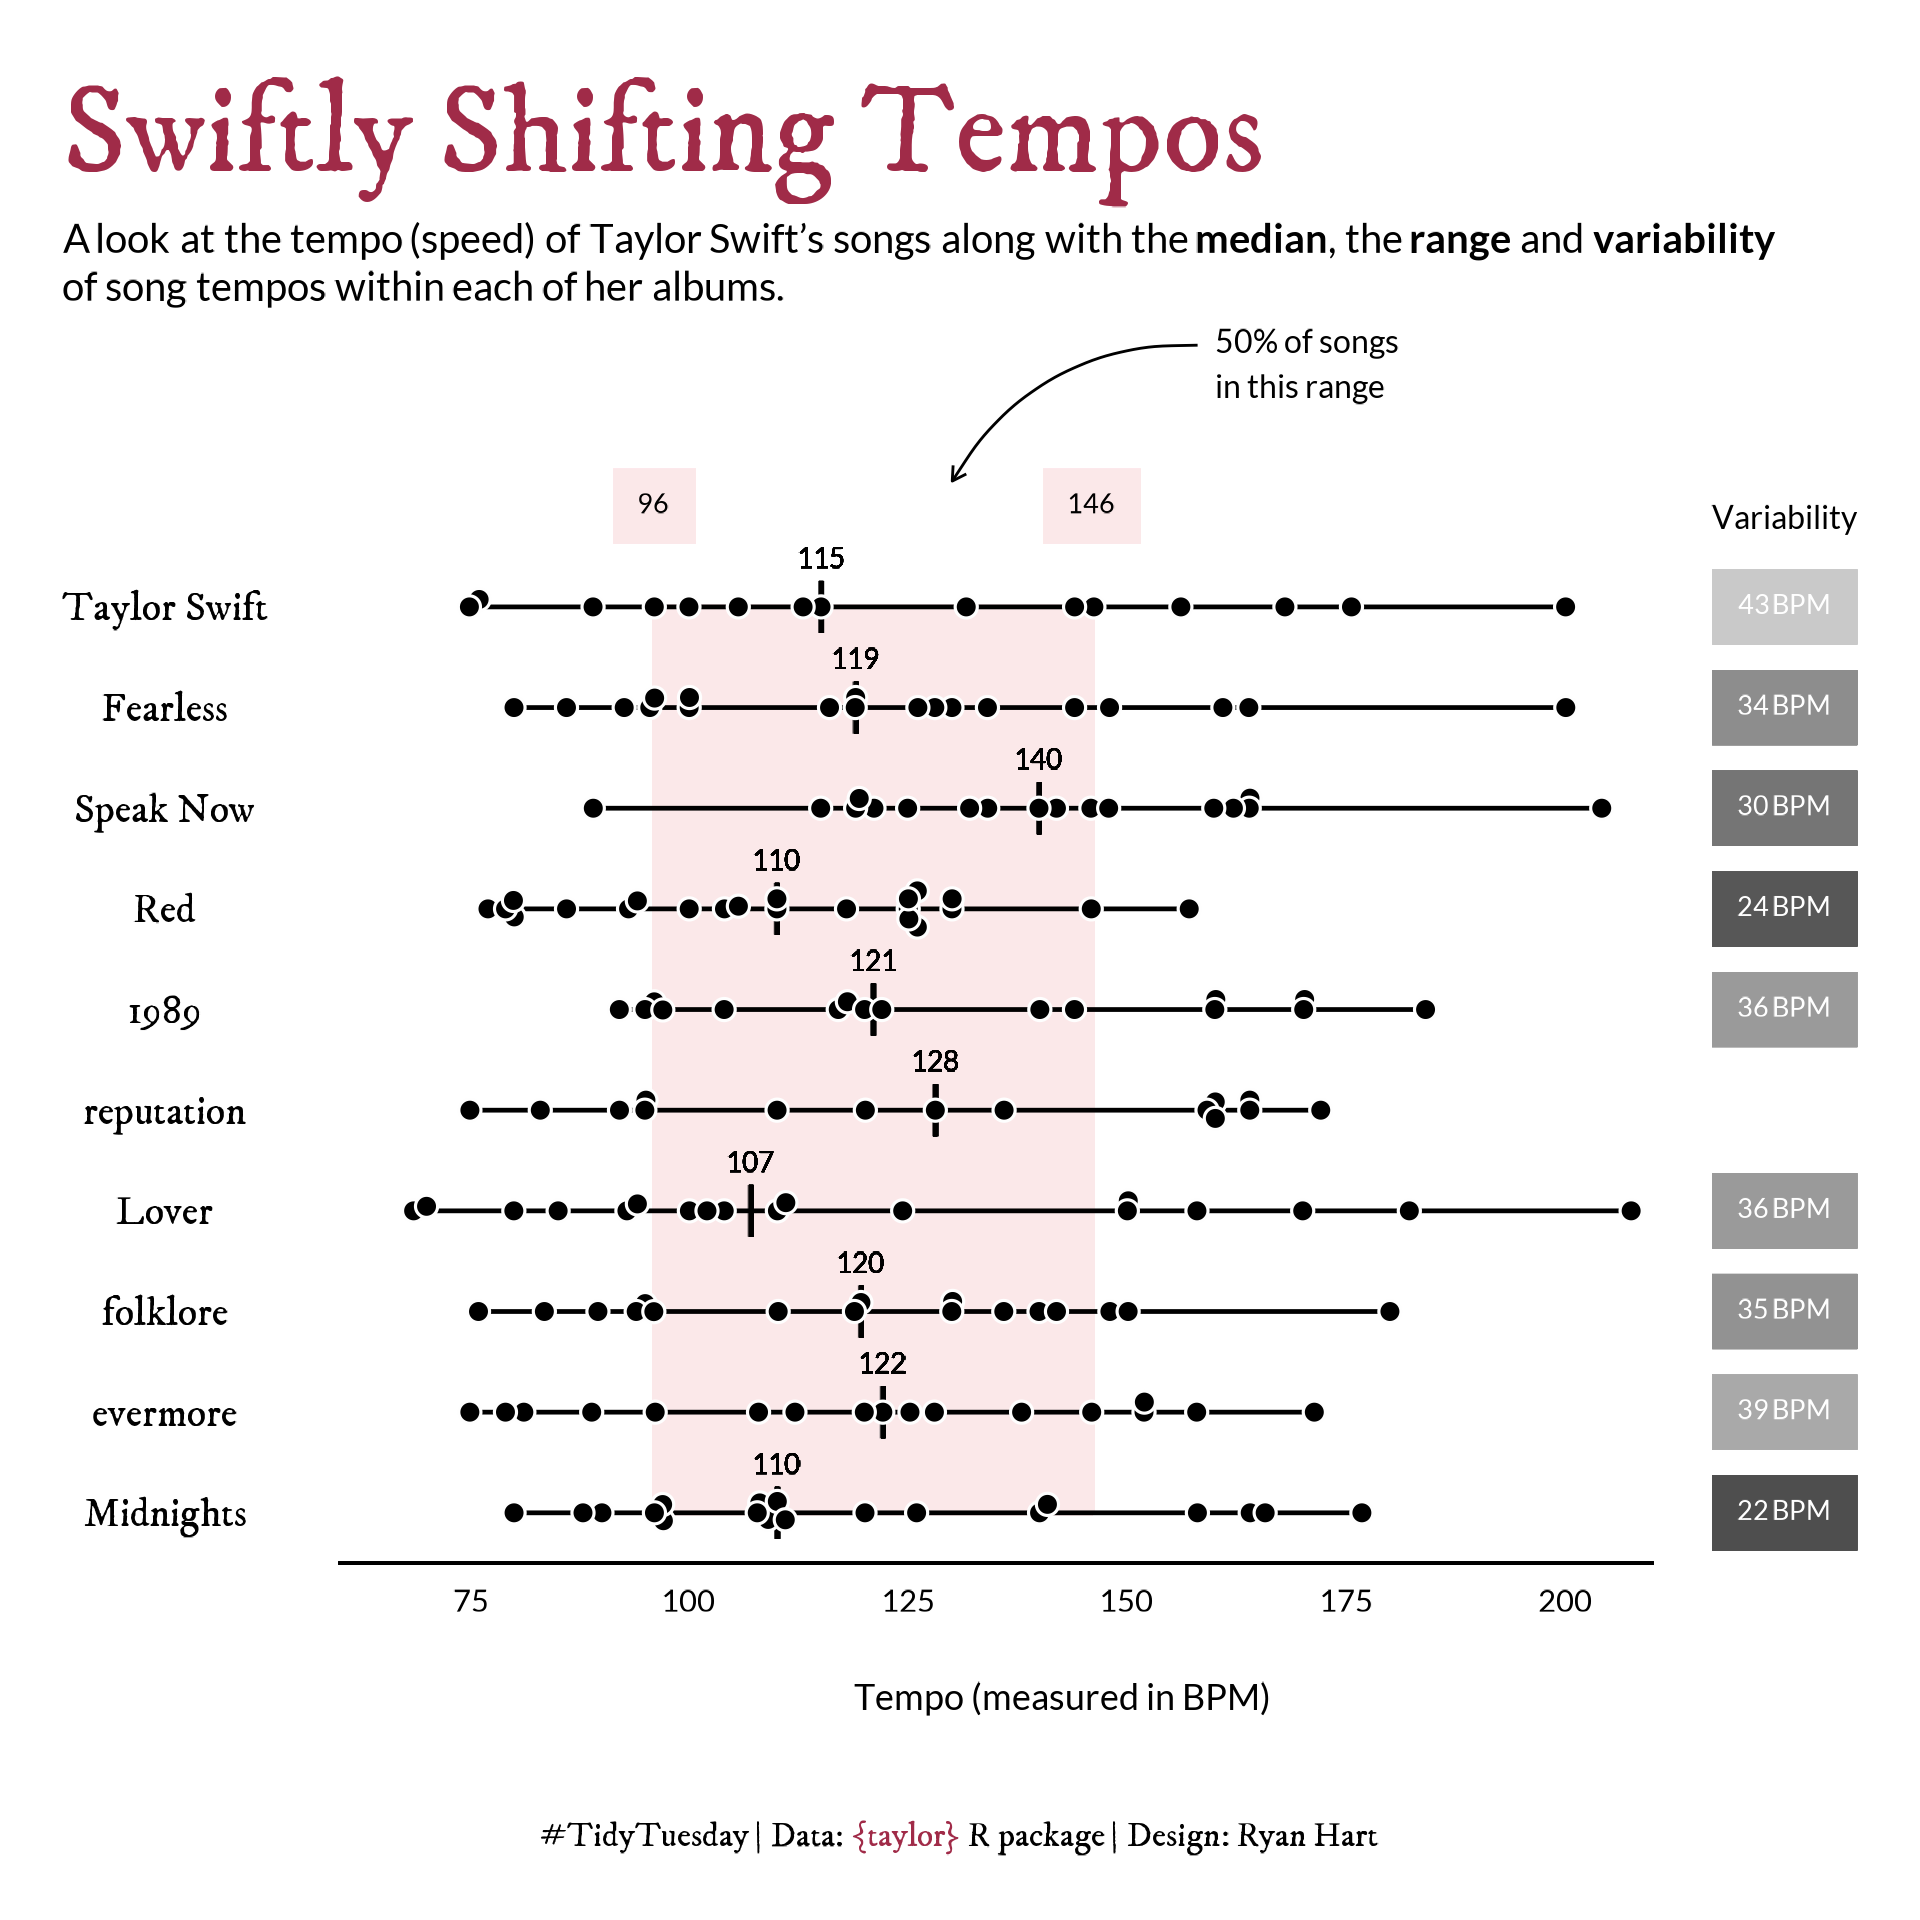 Swiftly Shifting Tempos
A look at the tempo (speed) of Taylor Swift’s songs along with the median, the range and variability
of song tempos within each of her albums.
50% of songs
in this range
96
146
Variability
115
Taylor Swift
43 BPM
119
Fearless
34 BPM
140
Speak Now
30 BPM
110
Red
24 BPM
121
1989
36 BPM
128
reputation
107
Lover
36 BPM
120
folklore
35 BPM
122
evermore
39 BPM
110
Midnights
22 BPM
75 100 125 150 175 200
Tempo (measured in BPM)
#TidyTuesday | Data: {taylor} R package | Design: Ryan Hart